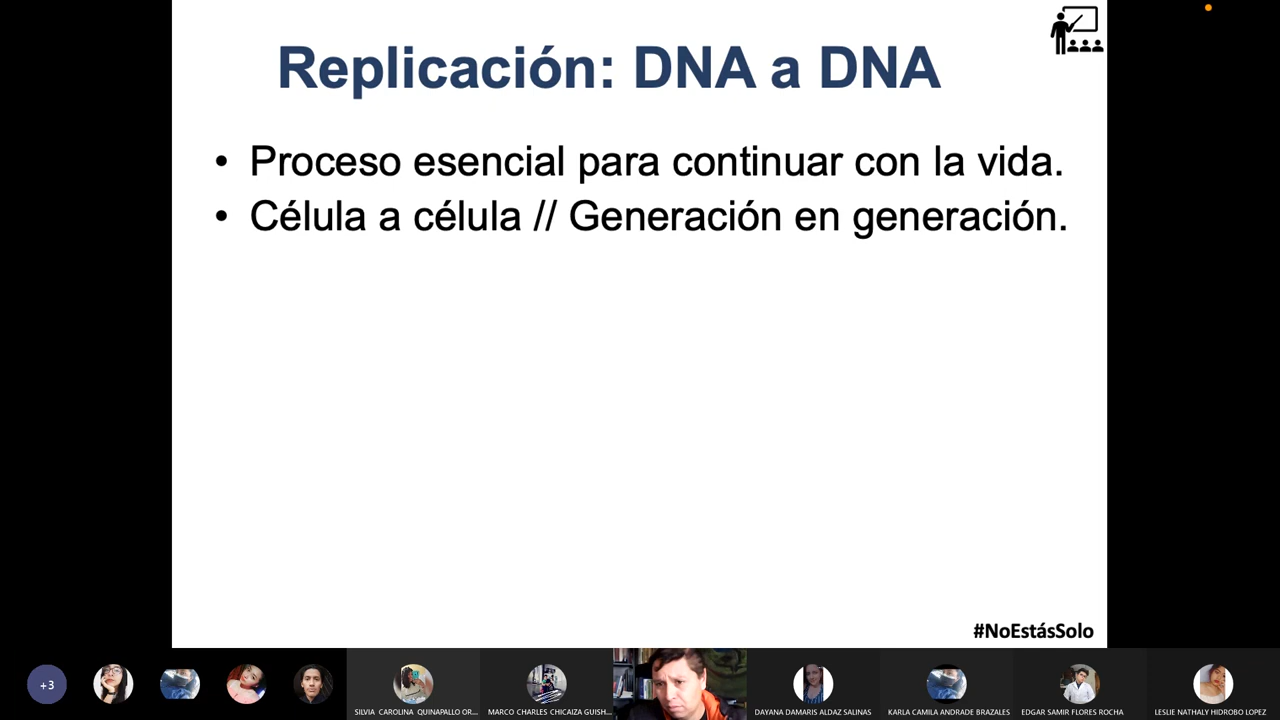 Replicación: DNA a DNA
• Proceso esencial para continuar con la vida.
• Célula a célula // Generación en generación.
#NoEstásSolo
+3
SILVIA CAROLINA QUINAPALLO OR...
MARCO CHARLES CHICAIZA GUISH...
DAYANA DAMARIS ALDAZ SALINAS
KARLA CAMILA ANDRADE BRAZALES
EDGAR SAMIR FLORES ROCHA
LESLIE NATHALY HIDROBO LOPEZ